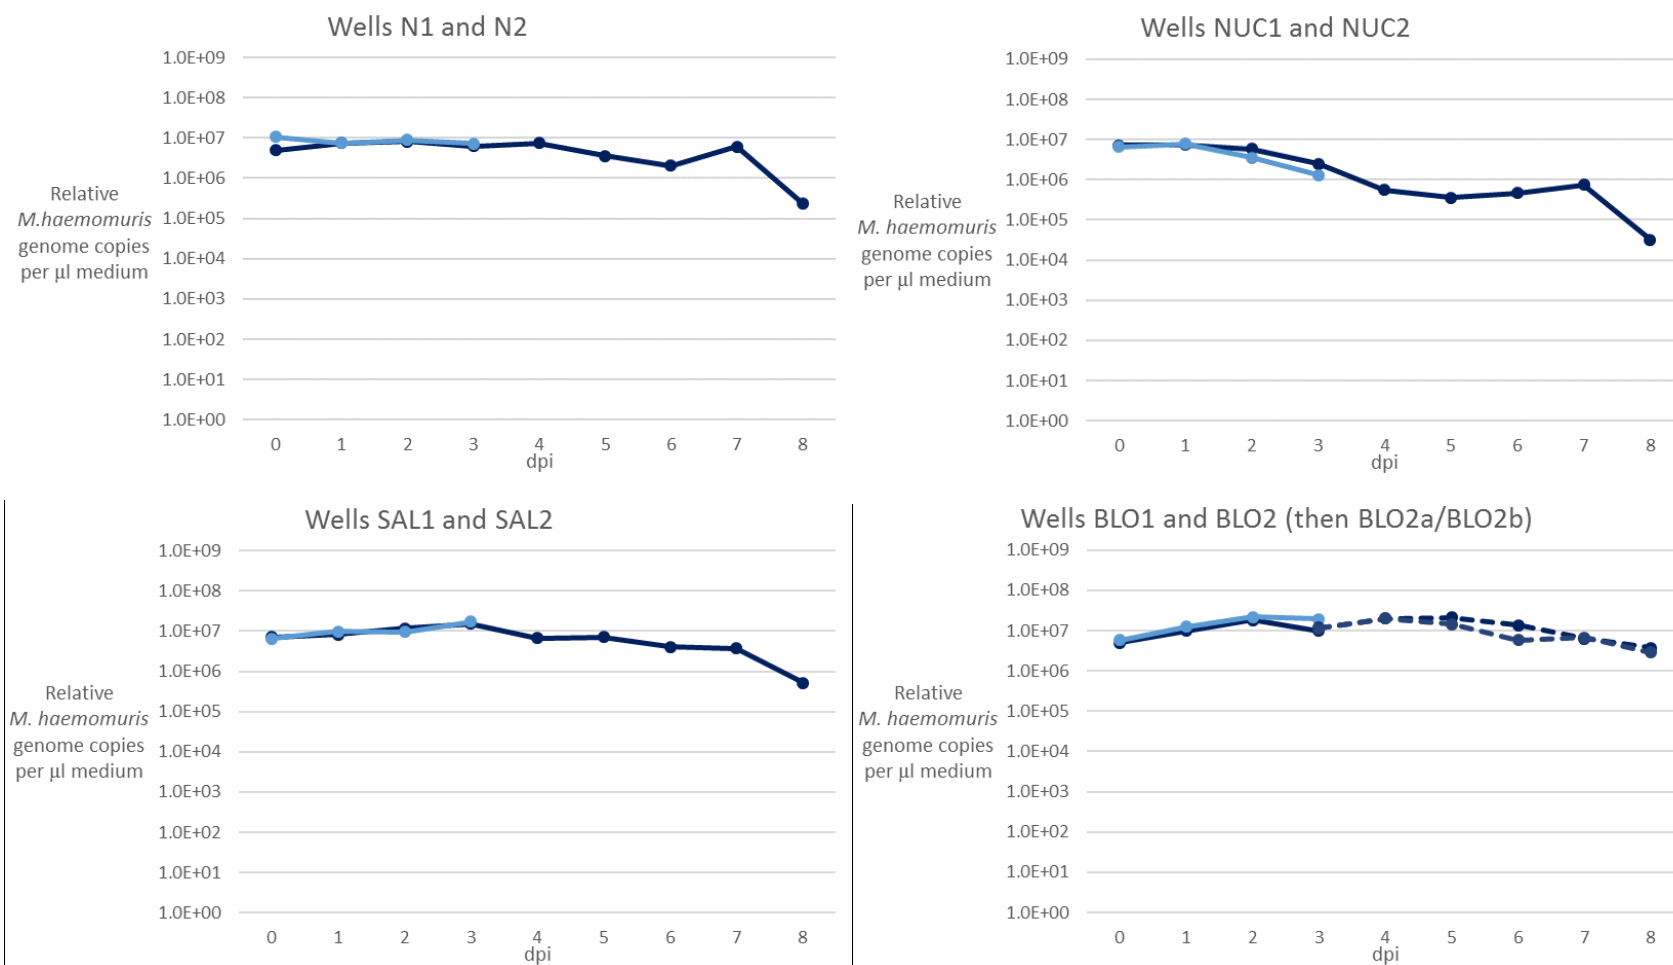 Wells N1 and N2
1.0E+09
1.0E+08
1.0E+07
1.0E+06
1.0E+05
1.0E+04
1.0E+03
1.0E+02
1.0E+01
1.0E+00
Relative
M.haemomuris
genome copies
per µl medium
0 1 2 3 4 5 6 7 8
dpi
Wells NUC1 and NUC2
1.0E+09
1.0E+08
1.0E+07
1.0E+06
1.0E+05
1.0E+04
1.0E+03
1.0E+02
1.0E+01
1.0E+00
Relative
M. haemomuris
genome copies
per µl medium
0 1 2 3 4 5 6 7 8
dpi
Wells SAL1 and SAL2
1.0E+09
1.0E+08
1.0E+07
1.0E+06
1.0E+05
1.0E+04
1.0E+03
1.0E+02
1.0E+01
1.0E+00
Relative
M. haemomuris
genome copies
per µl medium
0 1 2 3 4 5 6 7 8
dpi
Wells BLO1 and BLO2 (then BLO2a/BLO2b)
1.0E+09
1.0E+08
1.0E+07
1.0E+06
1.0E+05
1.0E+04
1.0E+03
1.0E+02
1.0E+01
1.0E+00
Relative
M. haemomuris
genome copies
per µl medium
0 1 2 3 4 5 6 7 8
dpi